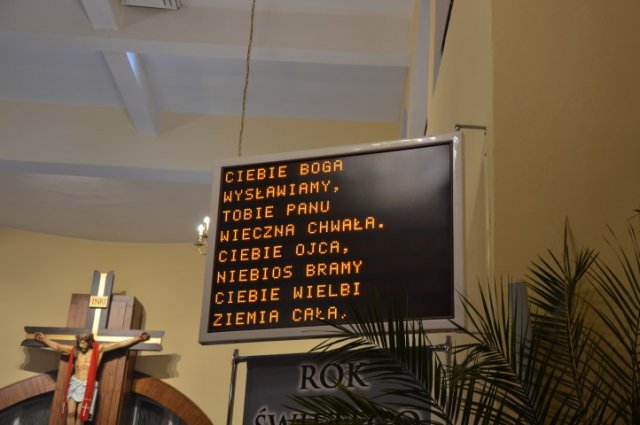 CIEBIE BOGA
WYSŁAWIAMY,
TOBIE PANU
WIECZNA CHWAŁA.
CIEBIE OJCA,
NIEBIOS BRAMY
CIEBIE WIELBI
ZIEMIA CAŁA.
INRI
ROK